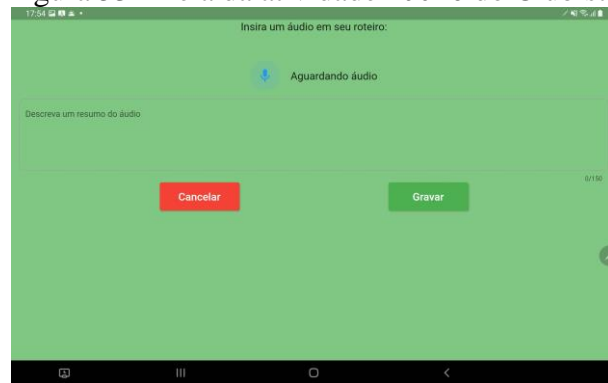 17:54
Insira um áudio em seu roteiro:
Aguardando áudio
Descreva um resumo do áudio
0/150
Cancelar
Gravar